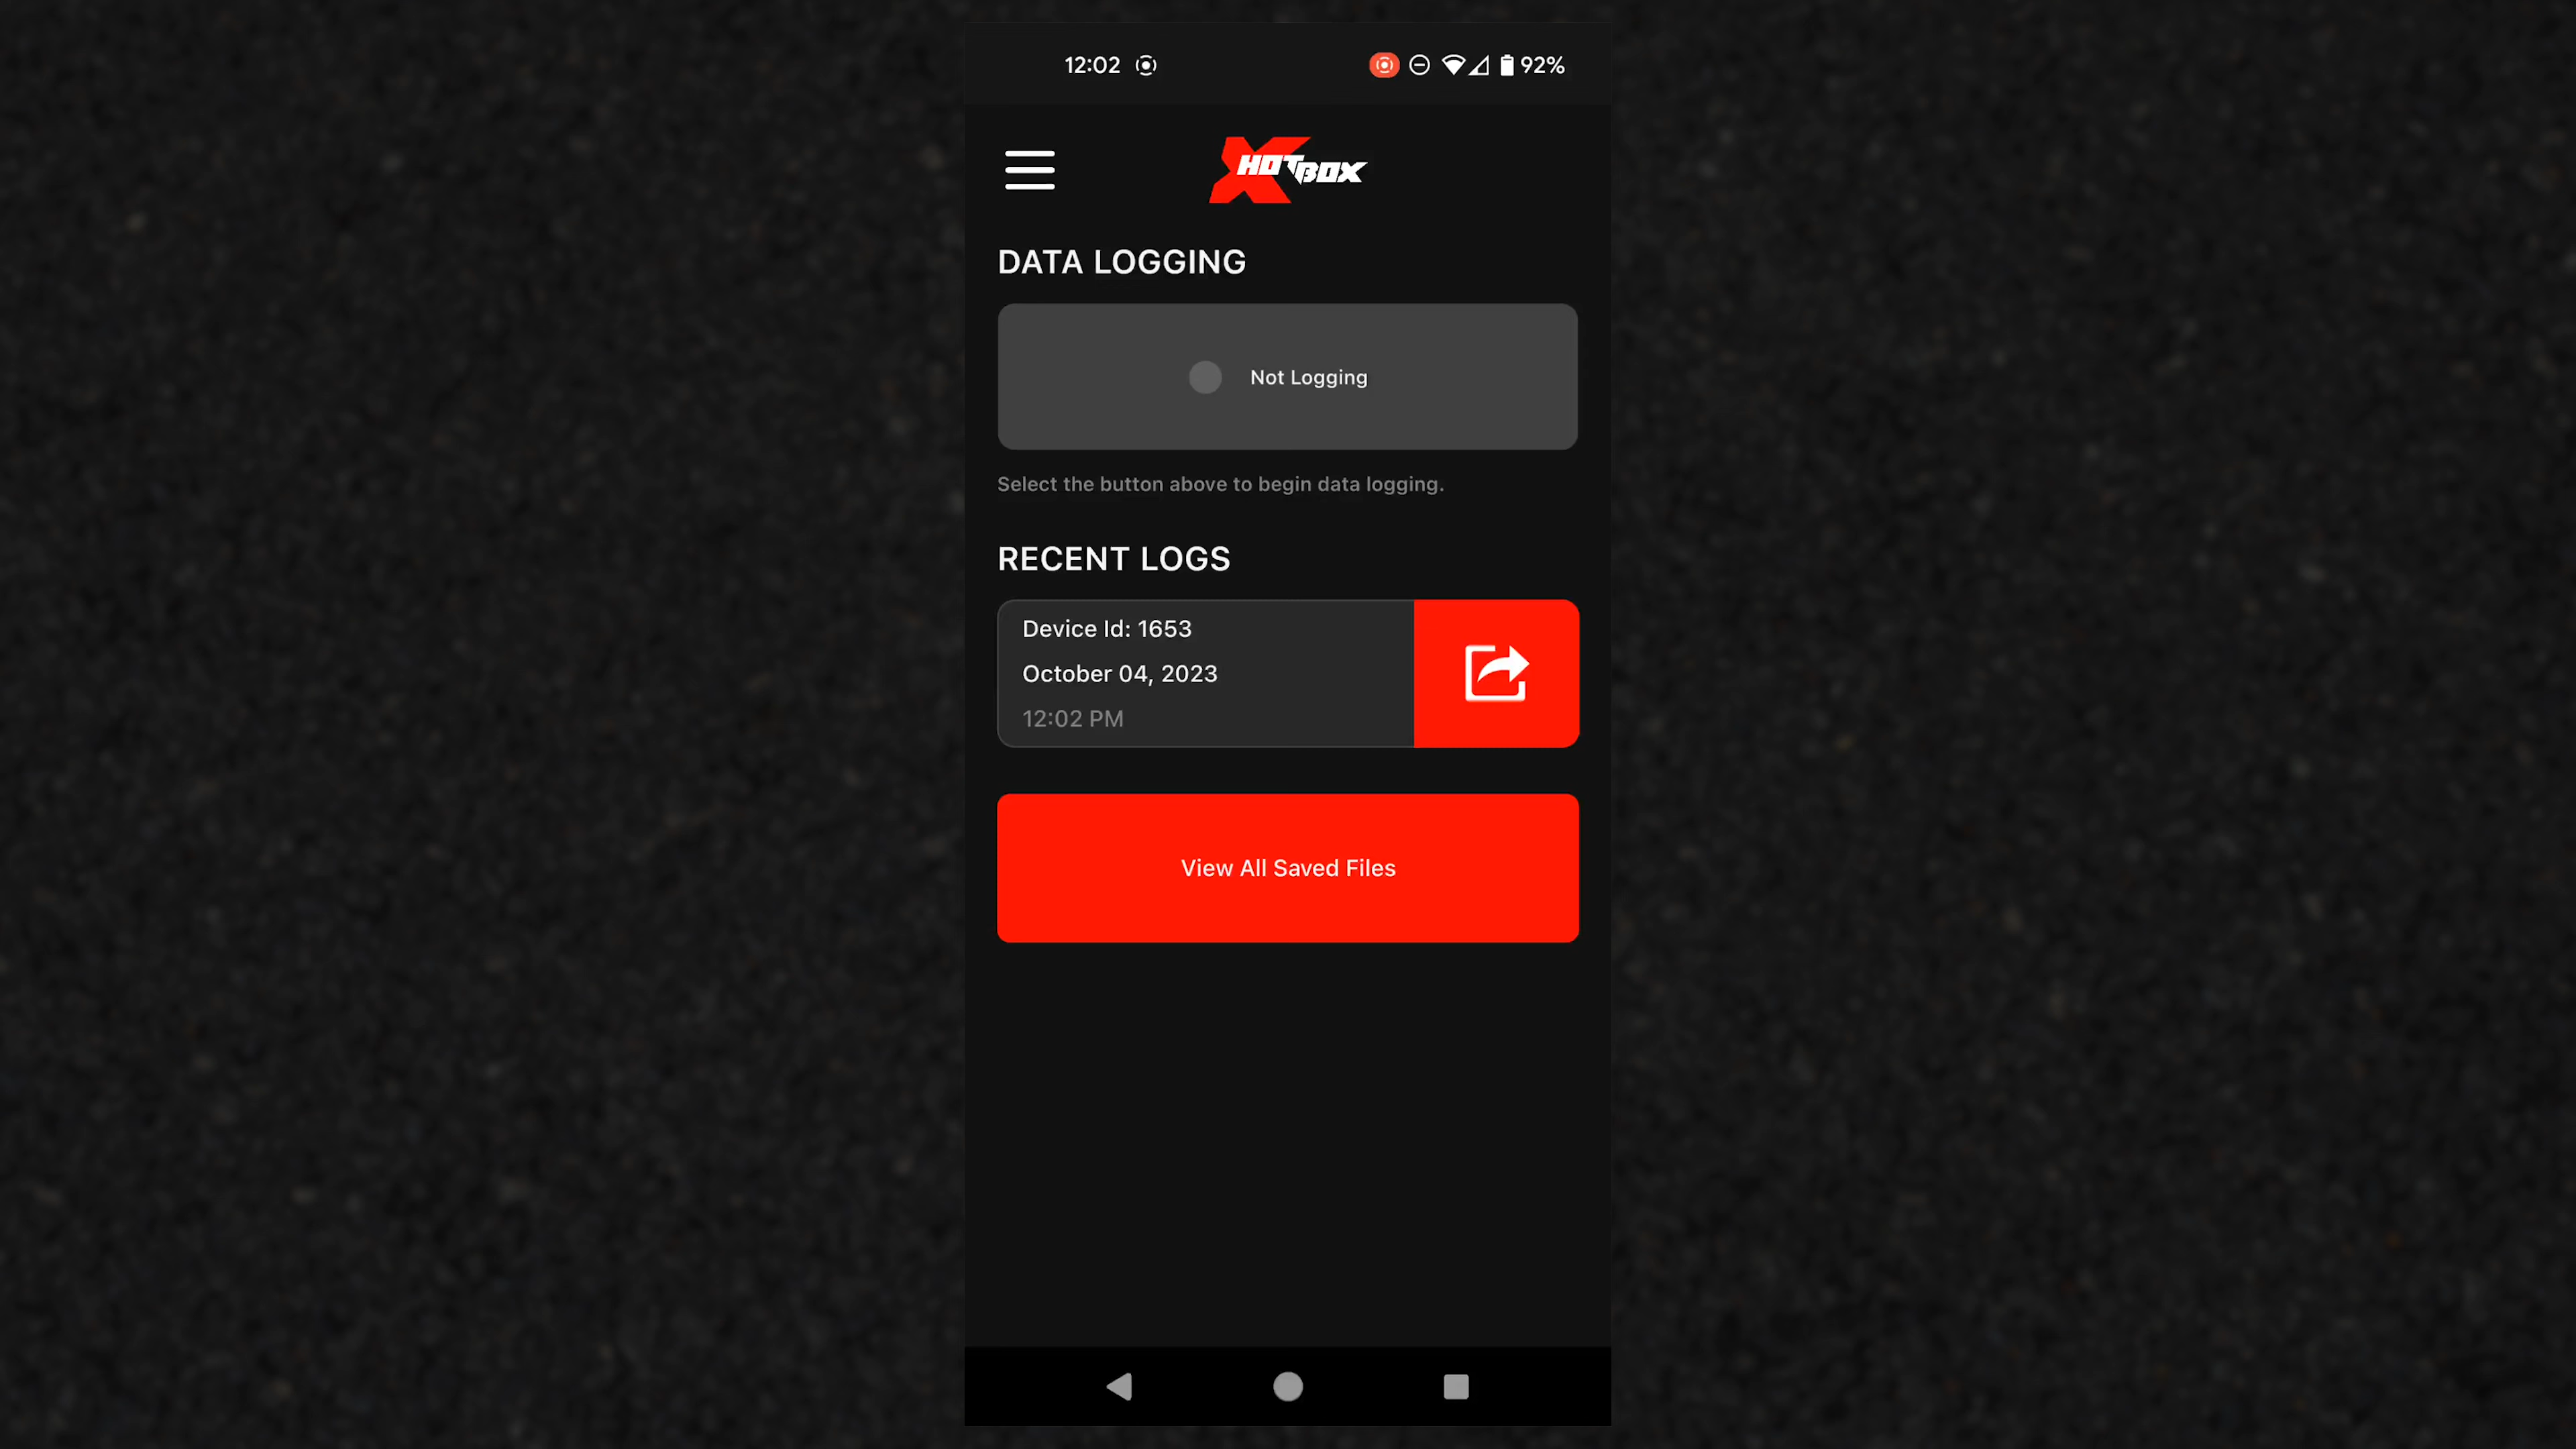 12:02
92%
X HOTBOX
DATA LOGGING
Not Logging
Select the button above to begin data logging.
RECENT LOGS
Device Id: 1653
October 04, 2023
12:02 PM
View All Saved Files